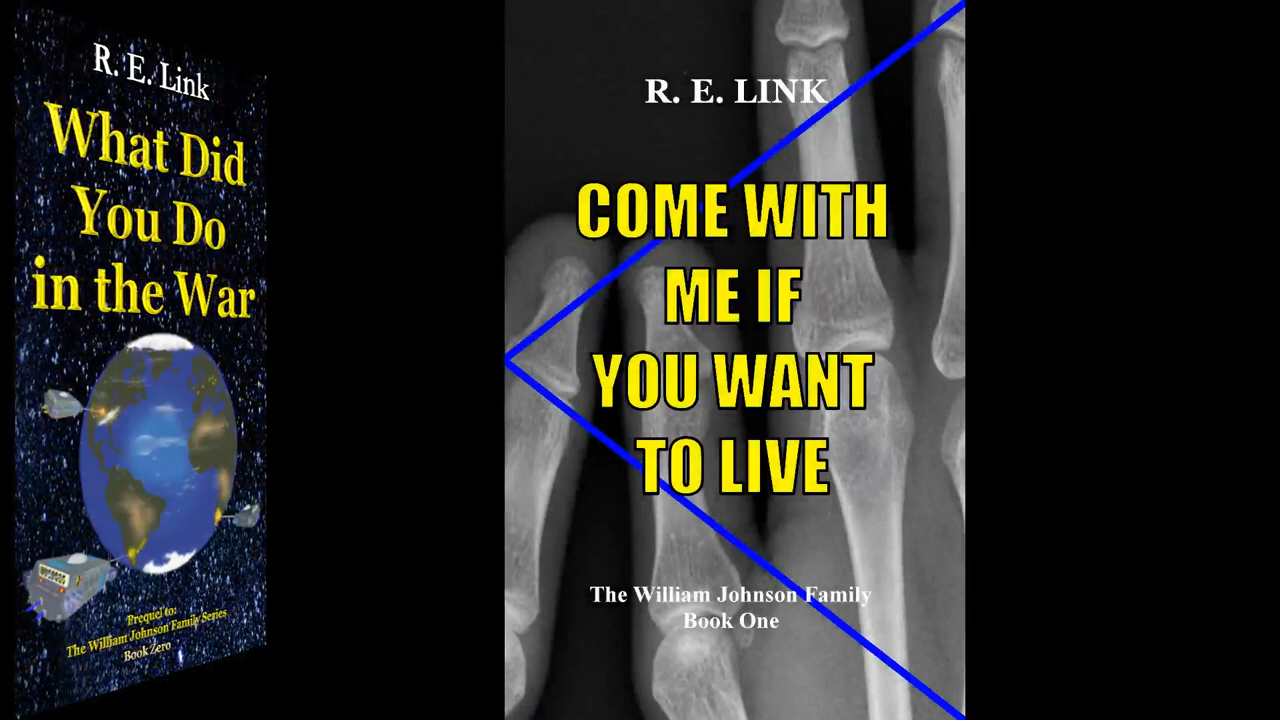 R. E. Link
What Did
You Do
in the War
Prequel to:
The William Johnson Family Series
Book Zero
R. E. LINK
COME WITH
ME IF
YOU WANT
TO LIVE
The William Johnson Family
Book One